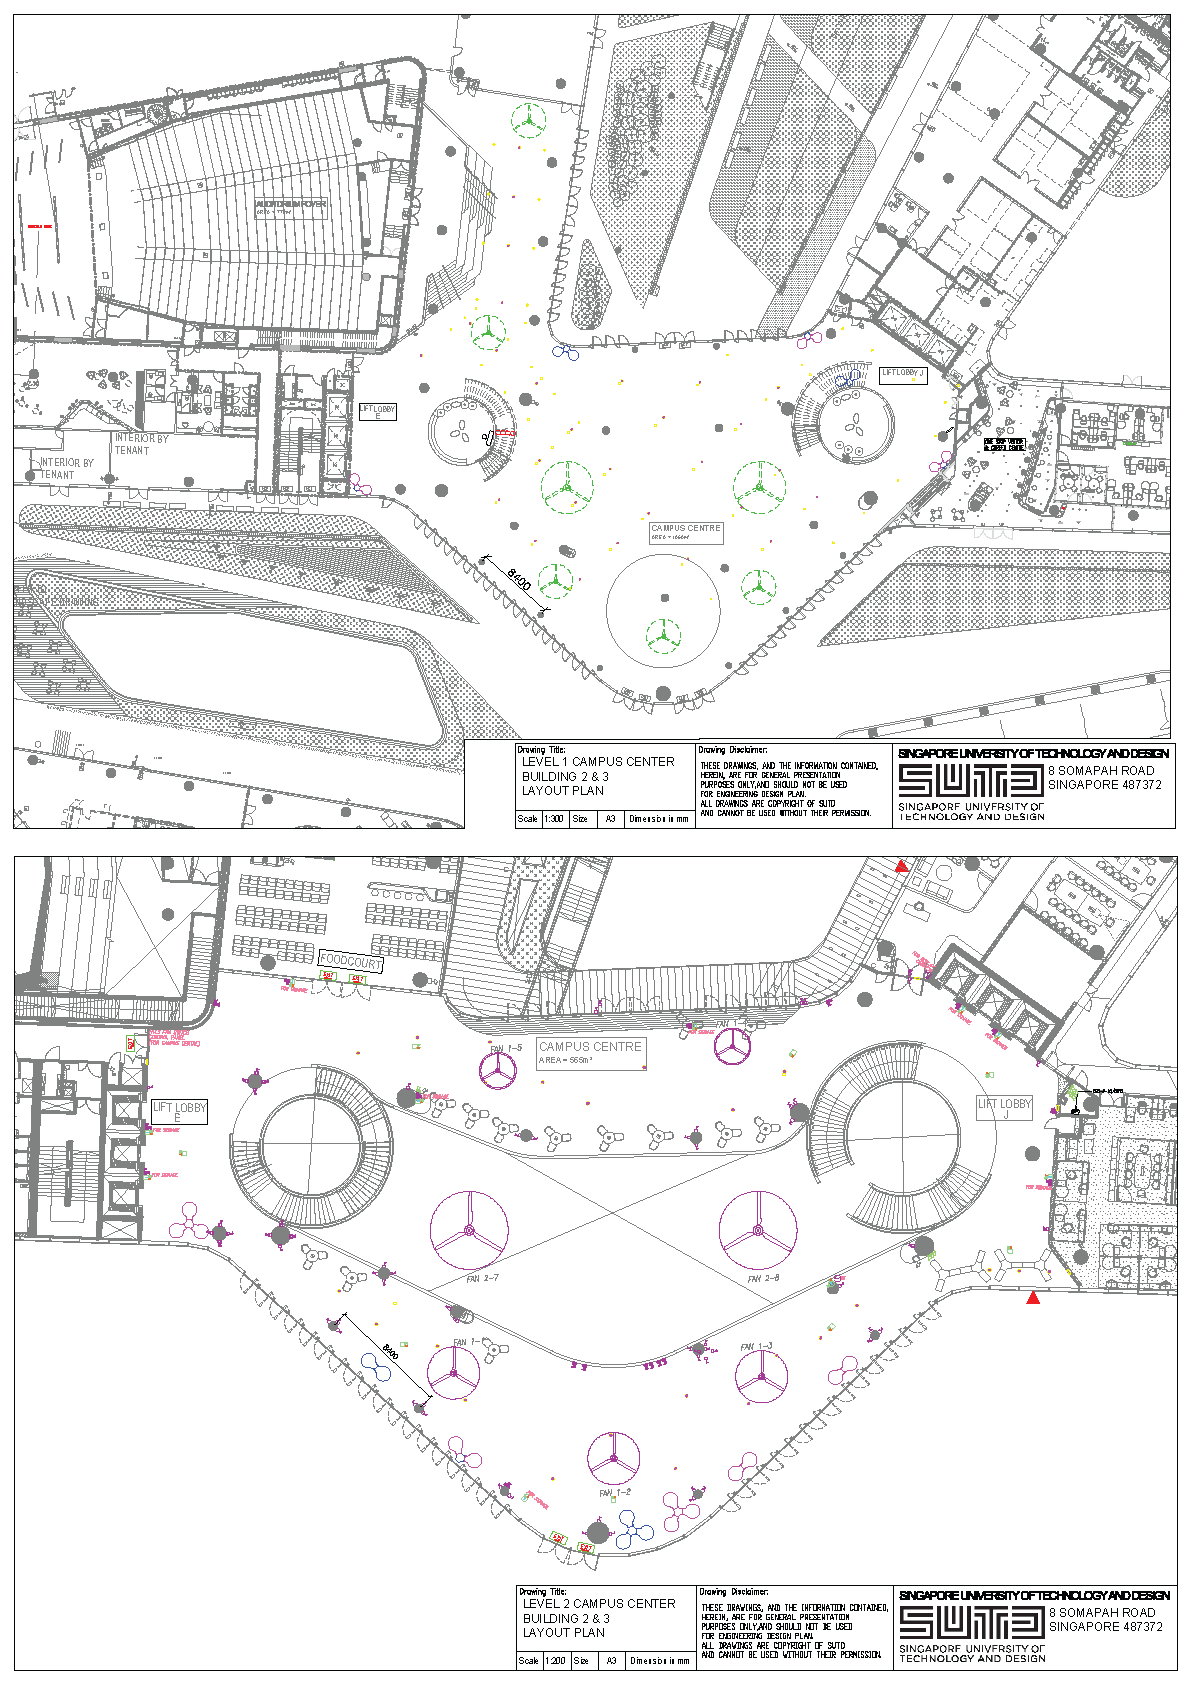 AUDITORIUM FOYER
LIFT LOBBY
E
LIFT LOBBY J
INTERIOR BY
TENANT
INTERIOR BY
TENANT
CAMPUS CENTRE
8400
Drawing Title:
LEVEL 1 CAMPUS CENTER
BUILDING 2 & 3
LAYOUT PLAN
Scale 1:300 Size A3 Dimension in mm
Drawing Disclaimer:
THESE DRAWINGS, AND THE INFORMATION CONTAINED,
HEREIN, ARE FOR GENERAL PRESENTATION
PURPOSES ONLY,AND SHOULD NOT BE USED
FOR ENGINEERING DESIGN PLAN.
ALL DRAWINGS ARE COPYRIGHT OF SUTD
AND CANNOT BE USED WITHOUT THEIR PERMISSION.
SINGAPORE UNIVERSITY OF TECHNOLOGY AND DESIGN
SUTD
8 SOMAPAH ROAD
SINGAPORE 487372
SINGAPORE UNIVERSITY OF
TECHNOLOGY AND DESIGN
FOODCOURT
CAMPUS CENTRE
AREA = 565m²
FAN 1-5
LIFT LOBBY
E
LIFT LOBBY
J
FAN 2-7
FAN 2-8
FAN 1-3
8400
FAN 1-2
Drawing Title:
LEVEL 2 CAMPUS CENTER
BUILDING 2 & 3
LAYOUT PLAN
Scale 1:200 Size A3 Dimension in mm
Drawing Disclaimer:
THESE DRAWINGS, AND THE INFORMATION CONTAINED,
HEREIN, ARE FOR GENERAL PRESENTATION
PURPOSES ONLY,AND SHOULD NOT BE USED
FOR ENGINEERING DESIGN PLAN.
ALL DRAWINGS ARE COPYRIGHT OF SUTD
AND CANNOT BE USED WITHOUT THEIR PERMISSION.
SINGAPORE UNIVERSITY OF TECHNOLOGY AND DESIGN
SUTD
8 SOMAPAH ROAD
SINGAPORE 487372
SINGAPORE UNIVERSITY OF
TECHNOLOGY AND DESIGN